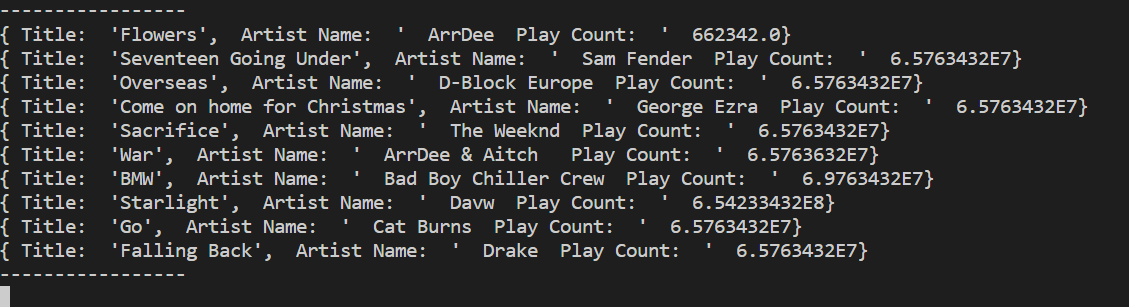 -----------------
{ Title:  'Flowers',  Artist Name:  '  ArrDee  Play Count:  '  662342.0}
{ Title:  'Seventeen Going Under',  Artist Name:  '  Sam Fender  Play Count:  '  6.5763432E7}
{ Title:  'Overseas',  Artist Name:  '  D-Block Europe  Play Count:  '  6.5763432E7}
{ Title:  'Come on home for Christmas',  Artist Name:  '  George Ezra  Play Count:  '  6.5763432E7}
{ Title:  'Sacrifice',  Artist Name:  '  The Weeknd  Play Count:  '  6.5763432E7}
{ Title:  'War',  Artist Name:  '  ArrDee & Aitch   Play Count:  '  6.5763632E7}
{ Title:  'BMW',  Artist Name:  '  Bad Boy Chiller Crew  Play Count:  '  6.9763432E7}
{ Title:  'Starlight',  Artist Name:  '  Davw  Play Count:  '  6.54233432E8}
{ Title:  'Go',  Artist Name:  '  Cat Burns  Play Count:  '  6.5763432E7}
{ Title:  'Falling Back',  Artist Name:  '  Drake  Play Count:  '  6.5763432E7}
-----------------